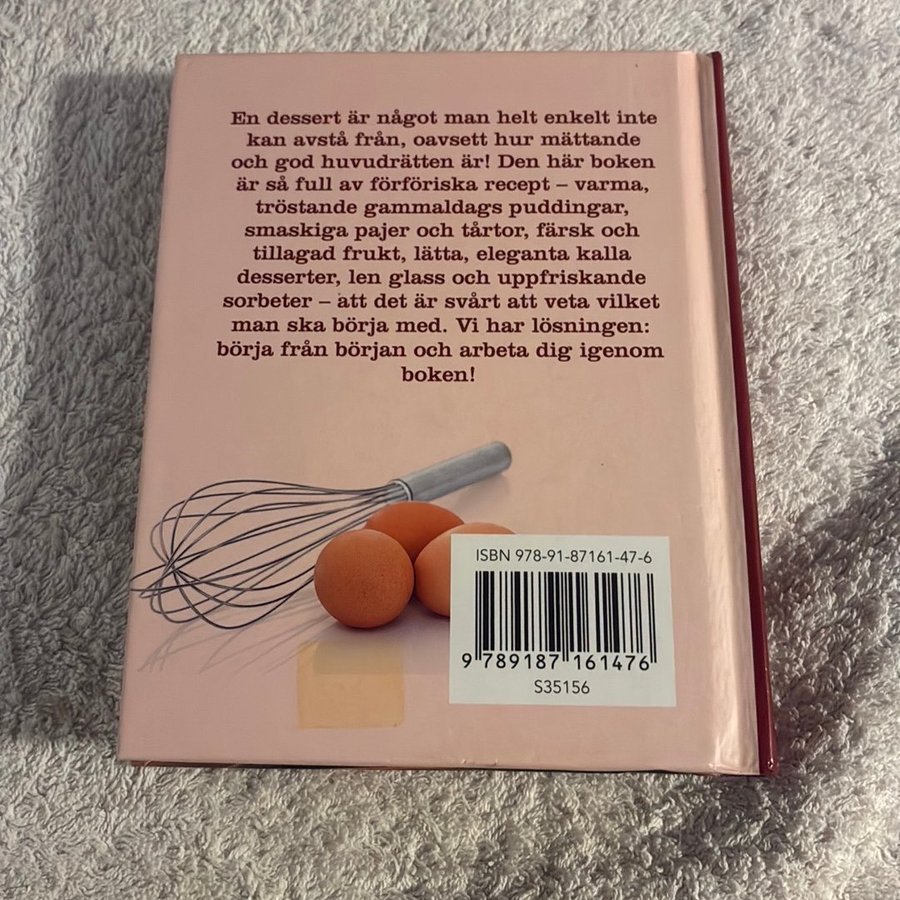 En dessert är något man helt enkelt inte
kan avstå från, oavsett hur mättande
och god huvudrätten är! Den här boken
är så full av förföriska recept – varma,
tröstande gammaldags puddingar,
smaskiga pajer och tårtor, färsk och
tillagad frukt, lätta, eleganta kalla
desserter, len glass och uppfriskande
sorbeter – att det är svårt att veta vilket
man ska börja med. Vi har lösningen:
börja från början och arbeta dig igenom
boken!
ISBN 978-91-87161-47-6
9 789187 161476
S35156